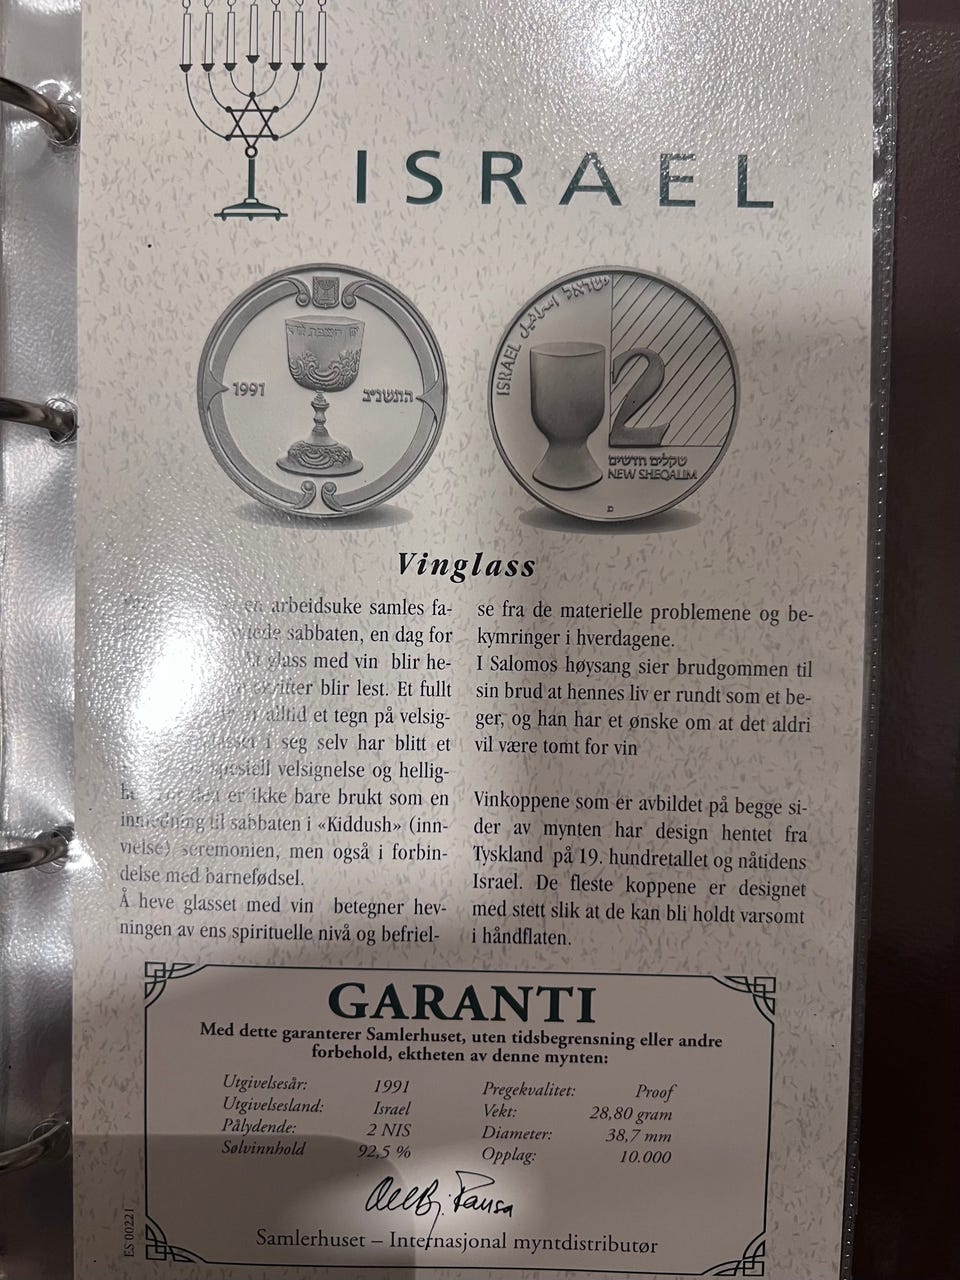 ISRAEL
1991
התשנ״ב
ישראל
إسرائيل
ISRAEL
2
שקלים חדשים
NEW SHEQALIM
מ
Vinglass
arbeidsuke samles fa-
sabbaten, en dag for
glass med vin blir he-
blir lest. Et fullt
alltid et tegn på velsig-
i seg selv har blitt et
spesiell velsignelse og hellig-
er ikke bare brukt som en
innledning til sabbaten i «Kiddush» (inn-
vielse) seremonien, men også i forbin-
delse med barnefødsel.
Å heve glasset med vin betegner hev-
ningen av ens spirituelle nivå og befriel-
se fra de materielle problemene og be-
kymringer i hverdagene.
I Salomos høysang sier brudgommen til
sin brud at hennes liv er rundt som et be-
ger, og han har et ønske om at det aldri
vil være tomt for vin
Vinkoppene som er avbildet på begge si-
der av mynten har design hentet fra
Tyskland på 19. hundretallet og nåtidens
Israel. De fleste koppene er designet
med stett slik at de kan bli holdt varsomt
i håndflaten.
GARANTI
Med dette garanterer Samlerhuset, uten tidsbegrensning eller andre
forbehold, ektheten av denne mynten:
Utgivelsesår: 1991
Utgivelsesland: Israel
Pålydende: 2 NIS
Sølvinnhold 92,5 %
Pregekvalitet: Proof
Vekt: 28,80 gram
Diameter: 38,7 mm
Opplag: 10.000
Samlerhuset – Internasjonal myntdistributør
ES 00221